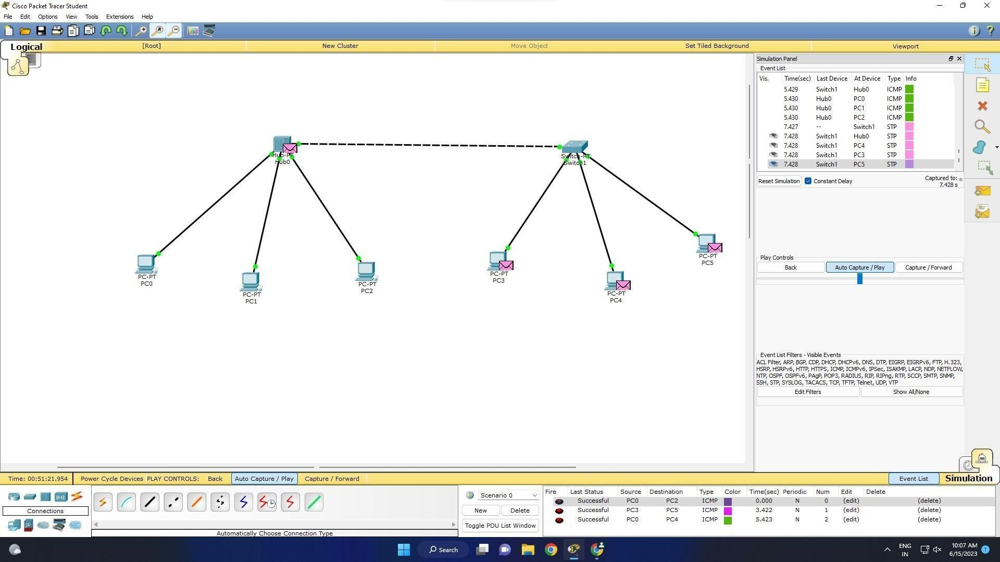 Cisco Packet Tracer Student
File Edit Options View Tools Extensions Help
Logical [Root] New Cluster Move Object Set Tiled Background Viewport
Simulation Panel
Event List
Vis. Time(sec) Last Device At Device Type Info
5.429 Switch1 Hub0 ICMP
5.430 Hub0 PC0 ICMP
5.430 Hub0 PC1 ICMP
5.430 Hub0 PC2 ICMP
7.427 -- Switch1 STP
7.428 Switch1 Hub0 STP
7.428 Switch1 PC4 STP
7.428 Switch1 PC3 STP
7.428 Switch1 PC5 STP
Reset Simulation Constant Delay Captured to: *
7.428 s
Hub-PT
Hub0
Switch-PT
Switch1
PC-PT
PC0
PC-PT
PC1
PC-PT
PC2
PC-PT
PC3
PC-PT
PC4
PC-PT
PC5
Play Controls
Back Auto Capture / Play Capture / Forward
Event List Filters - Visible Events
ACL Filter, ARP, BGP, CDP, DHCP, DHCPv6, DNS, DTP, EIGRP, EIGRPv6, FTP, H.323,
HSRP, HSRPv6, HTTP, HTTPS, ICMP, ICMPv6, IPSec, ISAKMP, LACP, NDP, NETFLOW,
NTP, OSPF, OSPFv6, PAgP, POP3, RADIUS, RIP, RIPng, RTP, SCCP, SMTP, SNMP,
SSH, STP, SYSLOG, TACACS, TCP, TFTP, Telnet, UDP, VTP
Edit Filters Show All/None
Time: 00:51:21.954 Power Cycle Devices PLAY CONTROLS: Back Auto Capture / Play Capture / Forward Event List Simulation
Connections
Automatically Choose Connection Type
Scenario 0
New Delete
Toggle PDU List Window
Fire Last Status Source Destination Type Color Time(sec) Periodic Num Edit Delete
Successful PC0 PC2 ICMP 0.000 N 0 (edit) (delete)
Successful PC3 PC5 ICMP 3.422 N 1 (edit) (delete)
Successful PC0 PC4 ICMP 5.423 N 2 (edit) (delete)
Search
ENG
IN
10:07 AM
6/15/2023
1